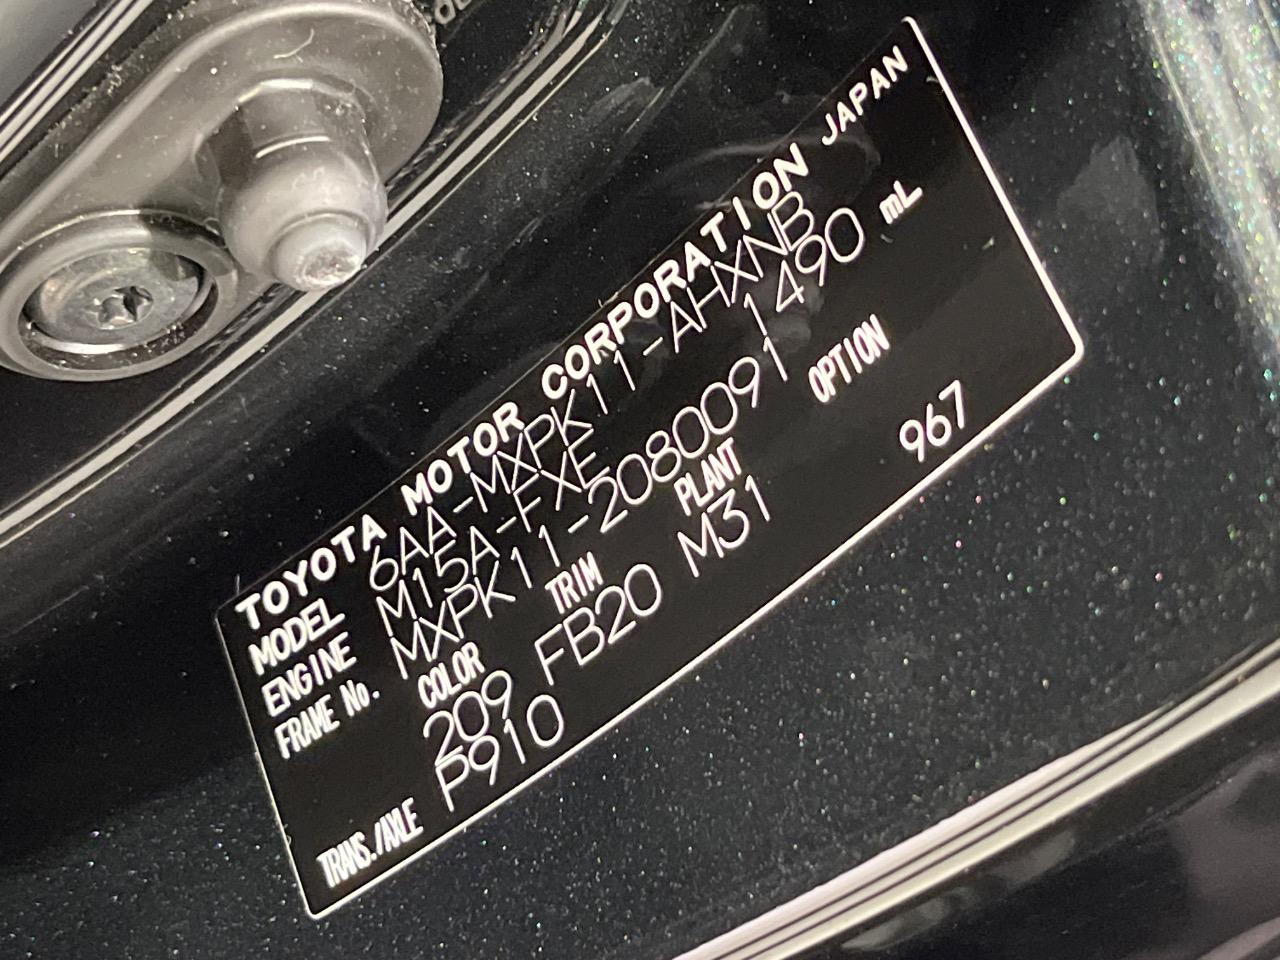 TOYOTA MOTOR CORPORATION JAPAN
MODEL 6AA-MXPK11-AHXNB
ENGINE M15A-FXE 1490 mL
FRAME No. MXPK11-2080091
COLOR TRIM PLANT OPTION
209 FB20 M31 967
TRANS./AXLE P910